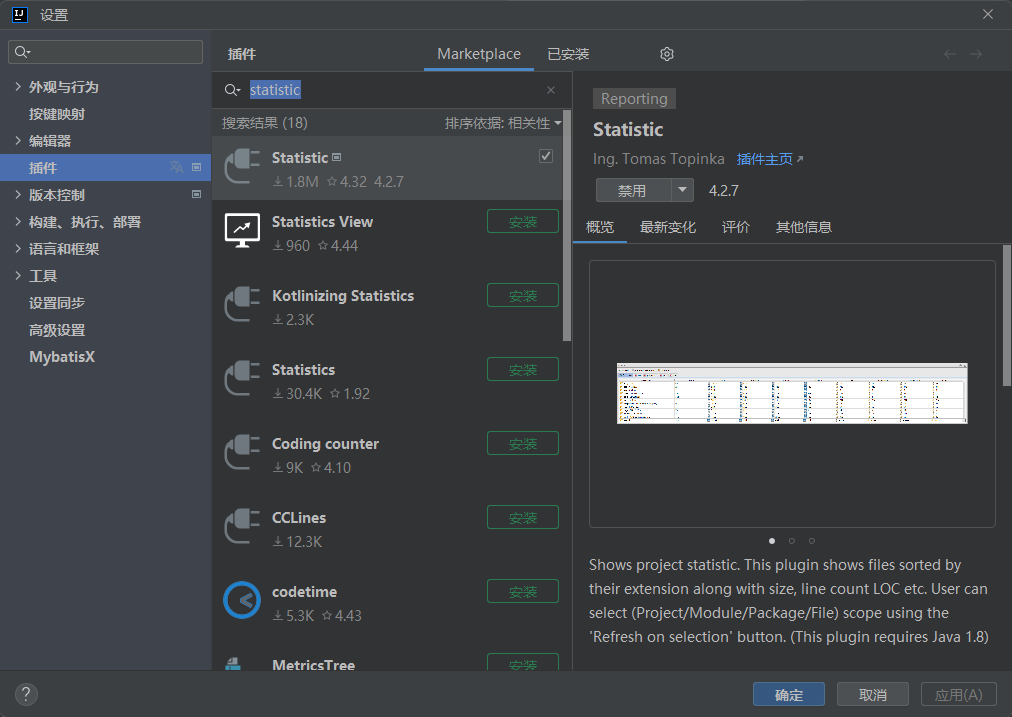 IJ 设置
插件
Marketplace
已安装
外观与行为
按键映射
编辑器
插件
版本控制
构建、执行、部署
语言和框架
工具
设置同步
高级设置
MybatisX
statistic
搜索结果 (18)
排序依据: 相关性
Statistic
1.8M 4.32 4.2.7
Statistics View
安装
960 4.44
Kotlinizing Statistics
安装
2.3K
Statistics
安装
30.4K 1.92
Coding counter
安装
9K 4.10
CCLines
安装
12.3K
codetime
安装
5.3K 4.43
MetricsTree
安装
Reporting
Statistic
Ing. Tomas Topinka 插件主页
禁用
4.2.7
概览
最新变化
评价
其他信息
Shows project statistic. This plugin shows files sorted by
their extension along with size, line count LOC etc. User can
select (Project/Module/Package/File) scope using the
'Refresh on selection' button. (This plugin requires Java 1.8)
?
确定
取消
应用(A)